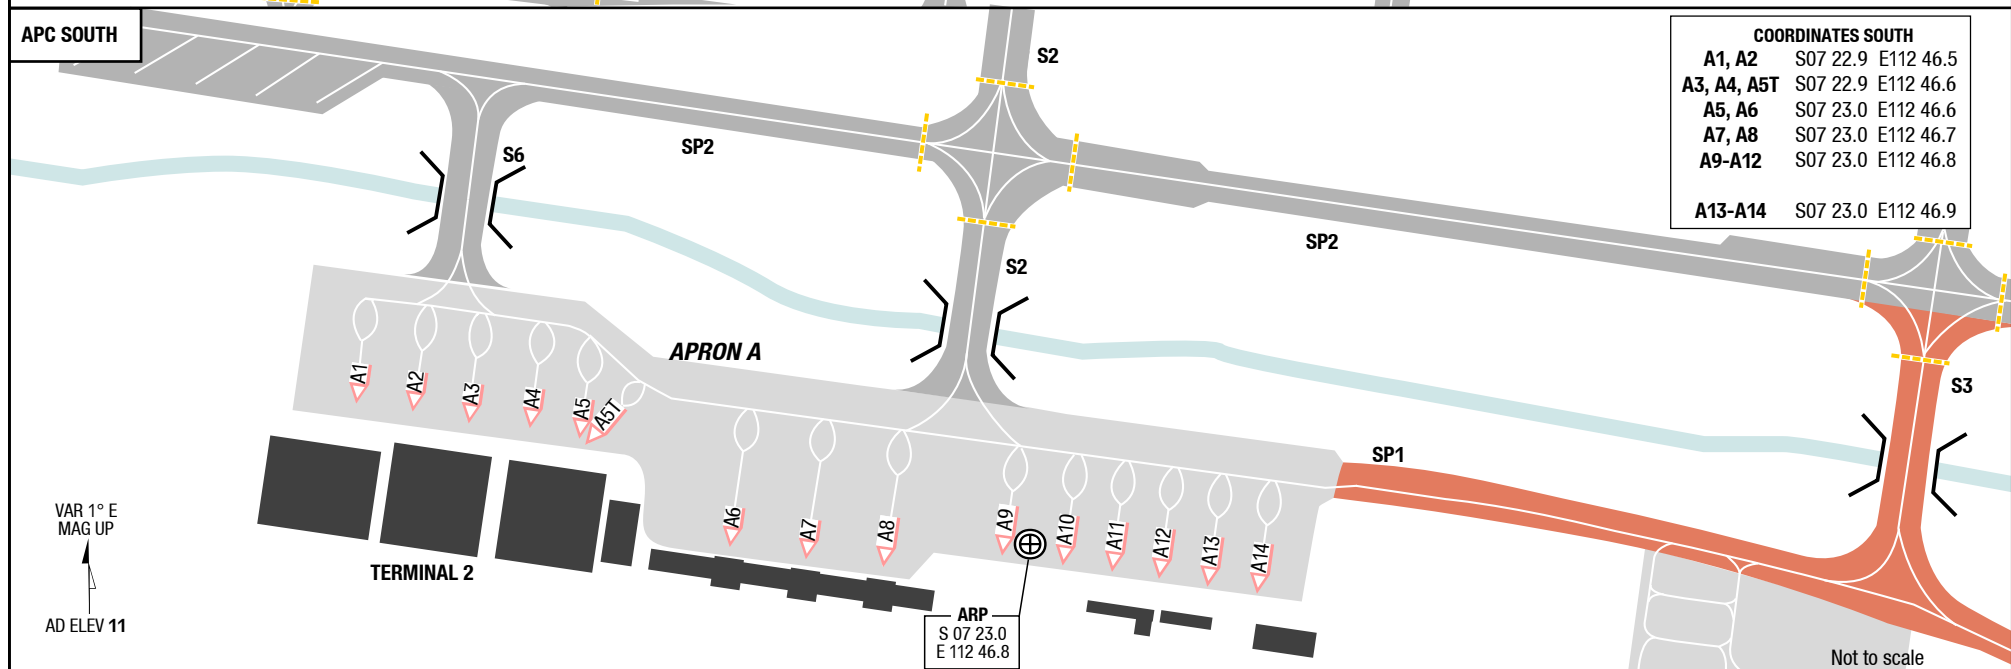 APC SOUTH
COORDINATES SOUTH
A1, A2 S07 22.9 E112 46.5
A3, A4, A5T S07 22.9 E112 46.6
A5, A6 S07 23.0 E112 46.6
A7, A8 S07 23.0 E112 46.7
A9-A12 S07 23.0 E112 46.8
A13-A14 S07 23.0 E112 46.9
S2
SP2
S6
SP2
S2
APRON A
S3
A1
A2
A3
A4
A5
A5T
SP1
A6
A7
A8
A9
A10
A11
A12
A13
A14
VAR 1° E
MAG UP
AD ELEV 11
TERMINAL 2
ARP
S 07 23.0
E 112 46.8
Not to scale